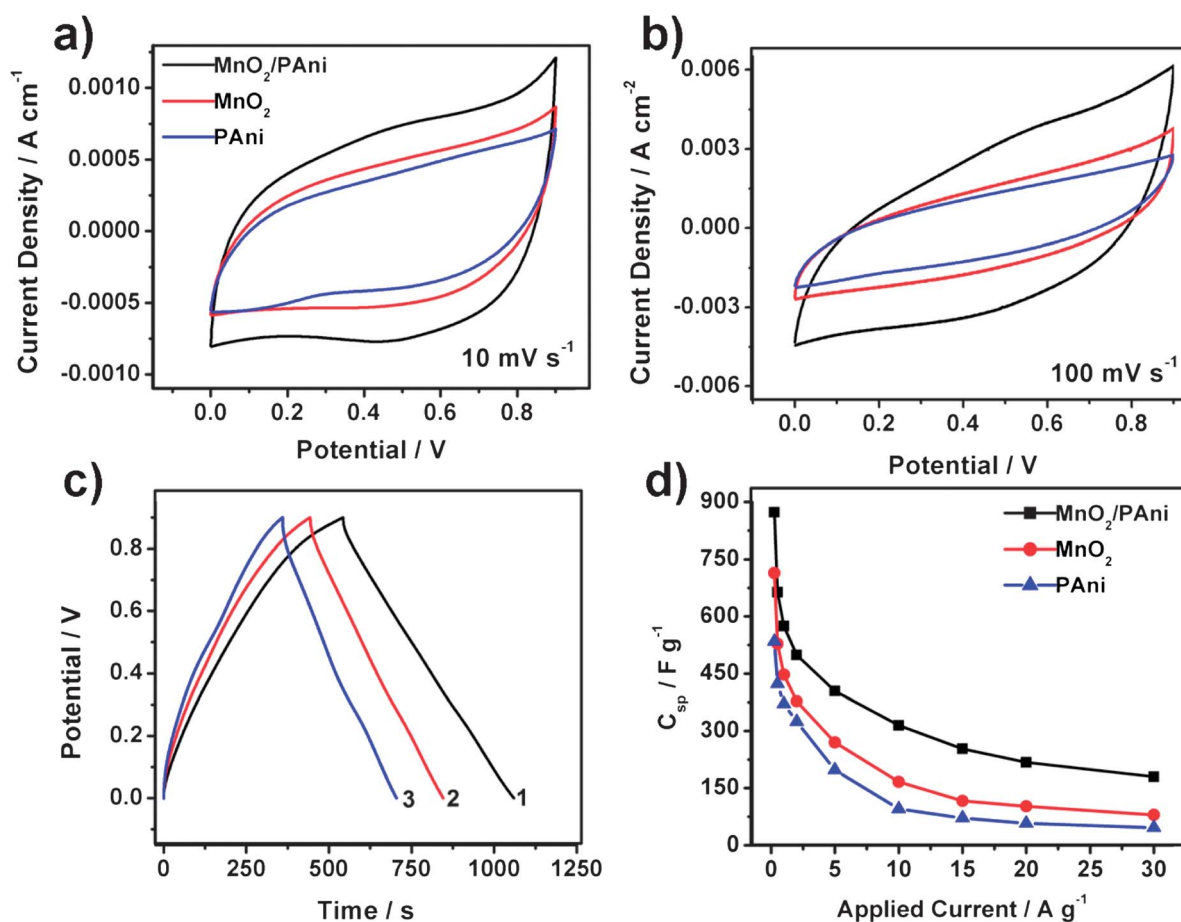 a)
MnO₂/PAni
MnO₂
PAni
0.0010
0.0005
0.0000
-0.0005
-0.0010
Current Density / A cm⁻¹
10 mV s⁻¹
0.0 0.2 0.4 0.6 0.8
Potential / V
b)
0.006
0.003
0.000
-0.003
-0.006
Current Density / A cm⁻²
100 mV s⁻¹
0.0 0.2 0.4 0.6 0.8
Potential / V
c)
0.8
0.6
0.4
0.2
0.0
Potential / V
3 2 1
0 250 500 750 1000 1250
Time / s
d)
MnO₂/PAni
MnO₂
PAni
900
750
600
450
300
150
0
Cₛₚ / F g⁻¹
0 5 10 15 20 25 30
Applied Current / A g⁻¹